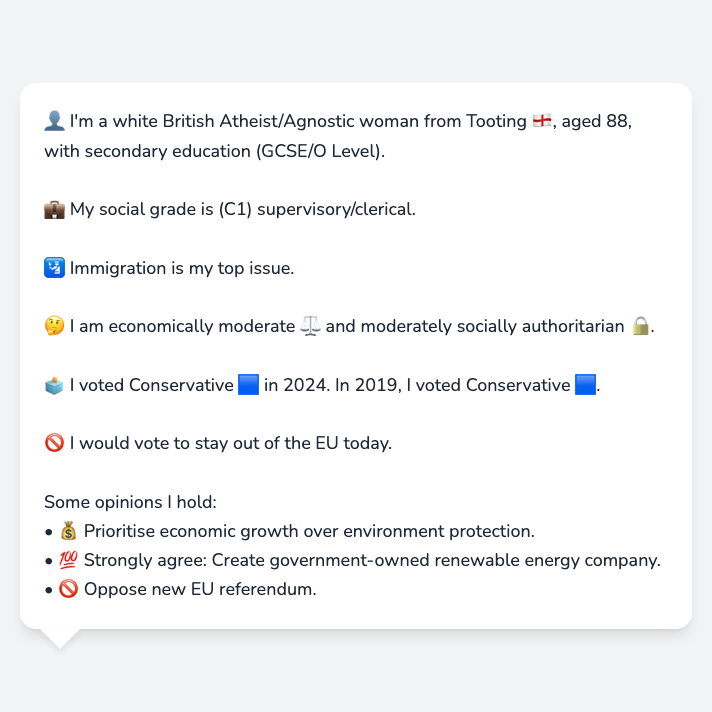 👤 I'm a white British Atheist/Agnostic woman from Tooting 🏴󠁧󠁢󠁥󠁮󠁧󠁿, aged 88,
with secondary education (GCSE/O Level).
💼 My social grade is (C1) supervisory/clerical.
🛂 Immigration is my top issue.
🤔 I am economically moderate ⚖️ and moderately socially authoritarian 🔒.
🗳️ I voted Conservative 🟦 in 2024. In 2019, I voted Conservative 🟦.
🚫 I would vote to stay out of the EU today.
Some opinions I hold:
• 💰 Prioritise economic growth over environment protection.
• 💯 Strongly agree: Create government-owned renewable energy company.
• 🚫 Oppose new EU referendum.